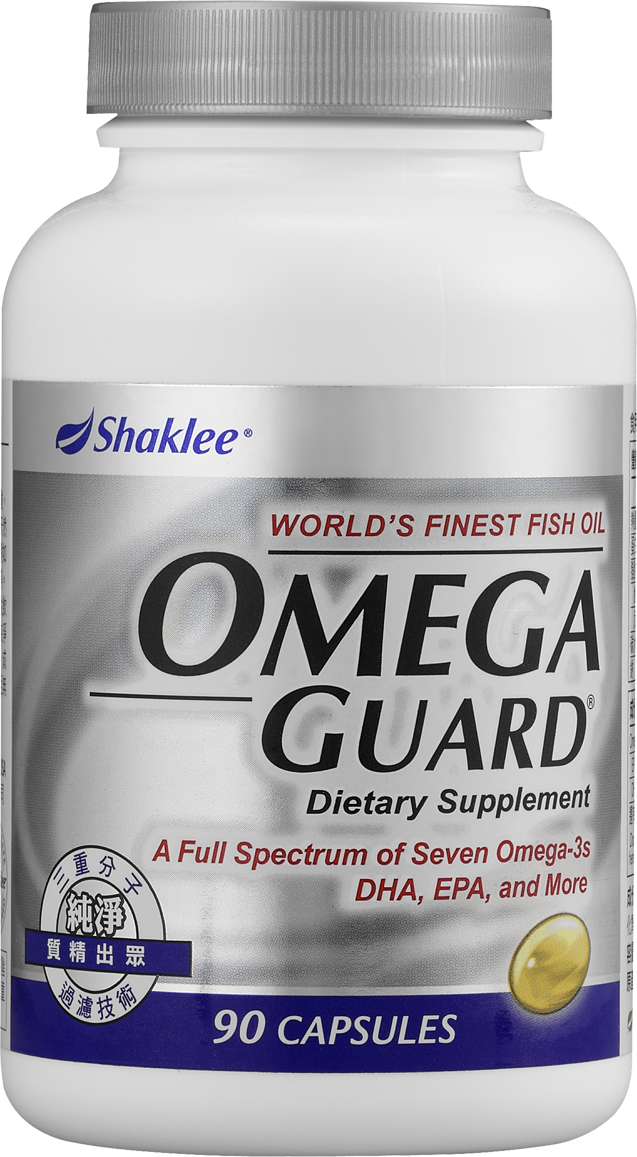 Shaklee®
WORLD'S FINEST FISH OIL
OMEGA
GUARD®
Dietary Supplement
A Full Spectrum of Seven Omega-3s
DHA, EPA, and More
三重分子
純淨
質精出眾
過濾技術
90 CAPSULES